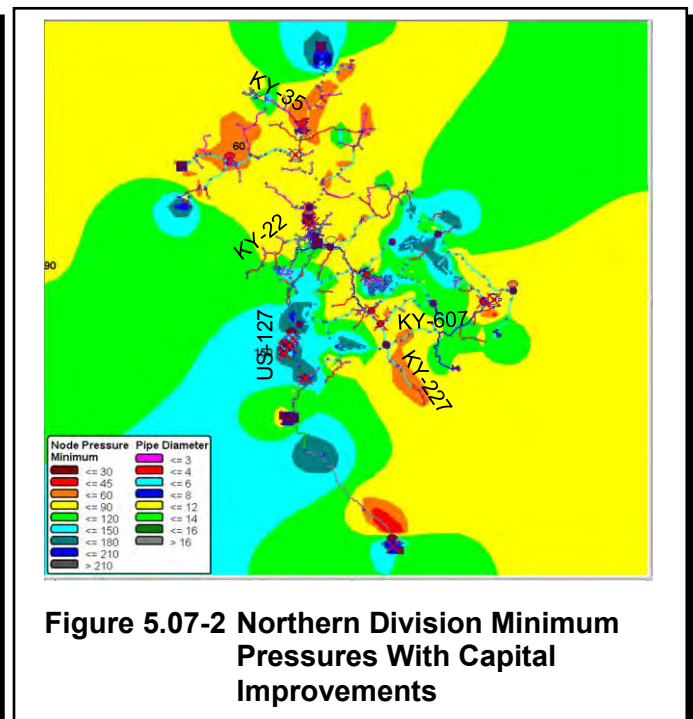 KY-35
60
KY-22
90
US-127
KY-607
KY-227
Node Pressure Minimum
<= 30
<= 45
<= 60
<= 90
<= 120
<= 150
<= 180
<= 210
> 210
Pipe Diameter
<= 3
<= 4
<= 6
<= 8
<= 12
<= 14
<= 16
> 16
Figure 5.07-2 Northern Division Minimum
Pressures With Capital
Improvements